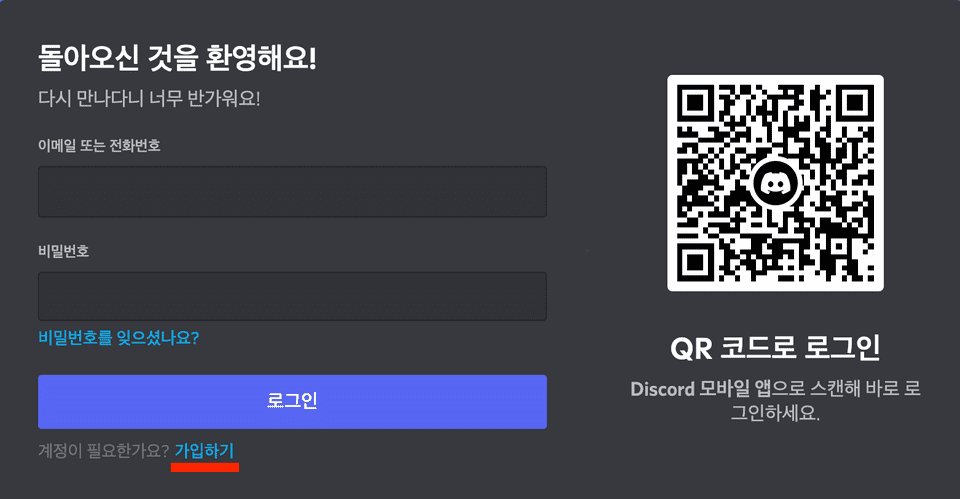 돌아오신 것을 환영해요!
다시 만나다니 너무 반가워요!
이메일 또는 전화번호
비밀번호
비밀번호를 잊으셨나요?
로그인
계정이 필요한가요? 가입하기
QR 코드로 로그인
Discord 모바일 앱으로 스캔해 바로 로
그인하세요.